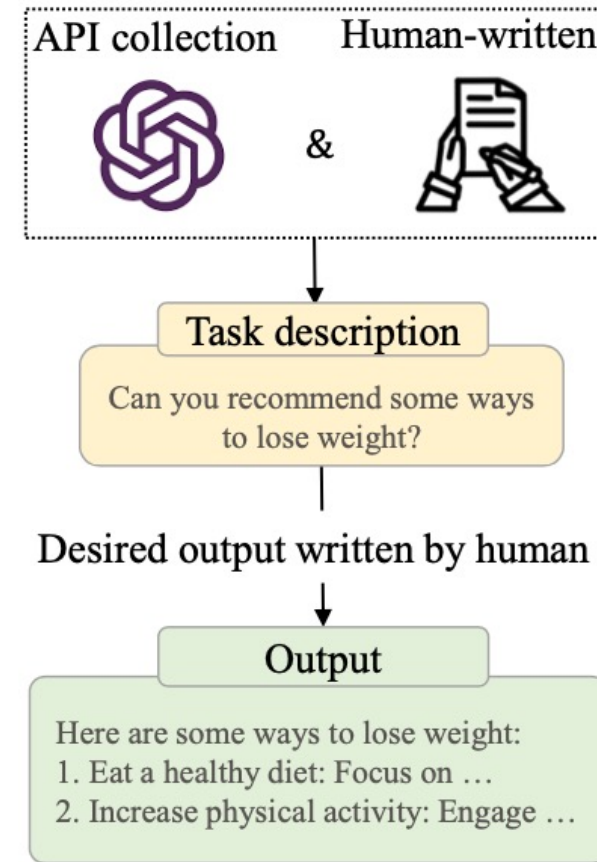 API collection
Human-written
&
Task description
Can you recommend some ways
to lose weight?
Desired output written by human
Output
Here are some ways to lose weight:
1. Eat a healthy diet: Focus on …
2. Increase physical activity: Engage …